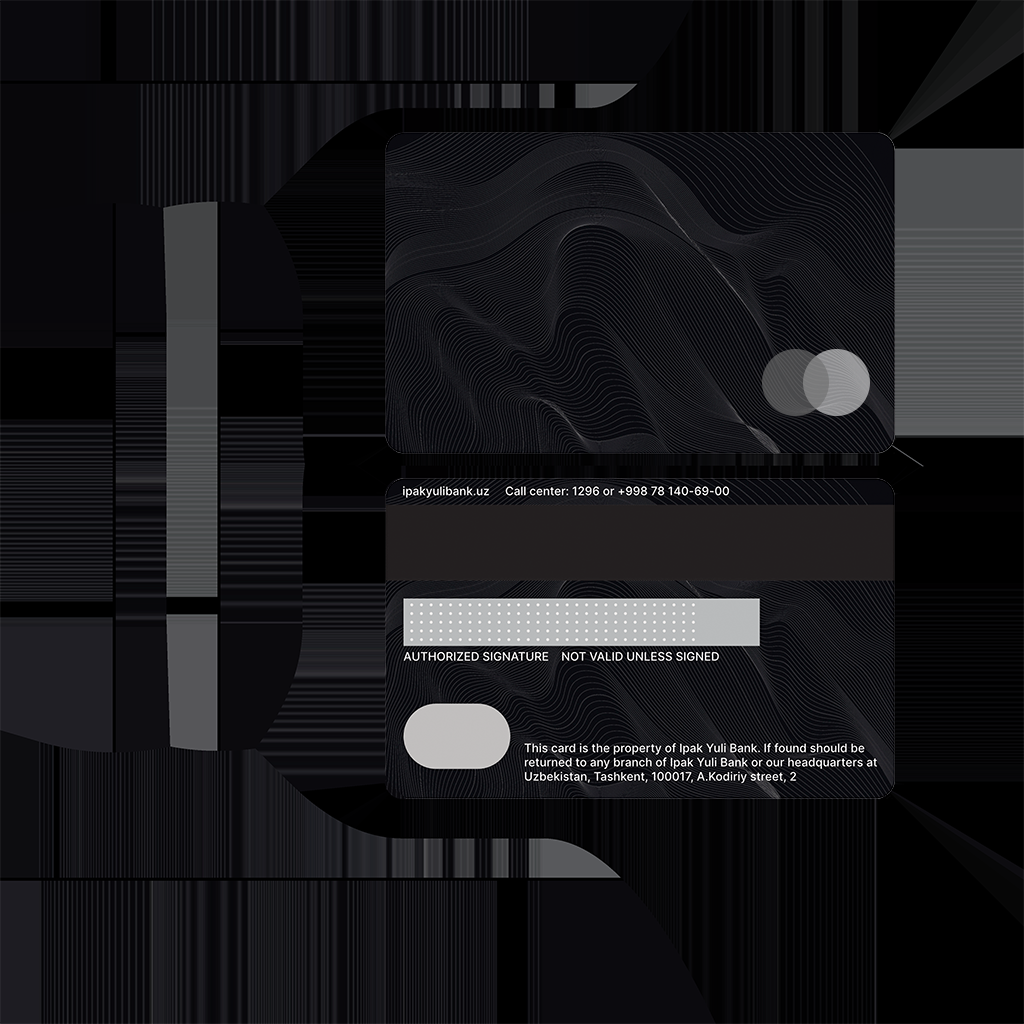 ipakyulibank.uz Call center: 1296 or +998 78 140-69-00
AUTHORIZED SIGNATURE NOT VALID UNLESS SIGNED
This card is the property of Ipak Yuli Bank. If found should be
returned to any branch of Ipak Yuli Bank or our headquarters at
Uzbekistan, Tashkent, 100017, A.Kodiriy street, 2